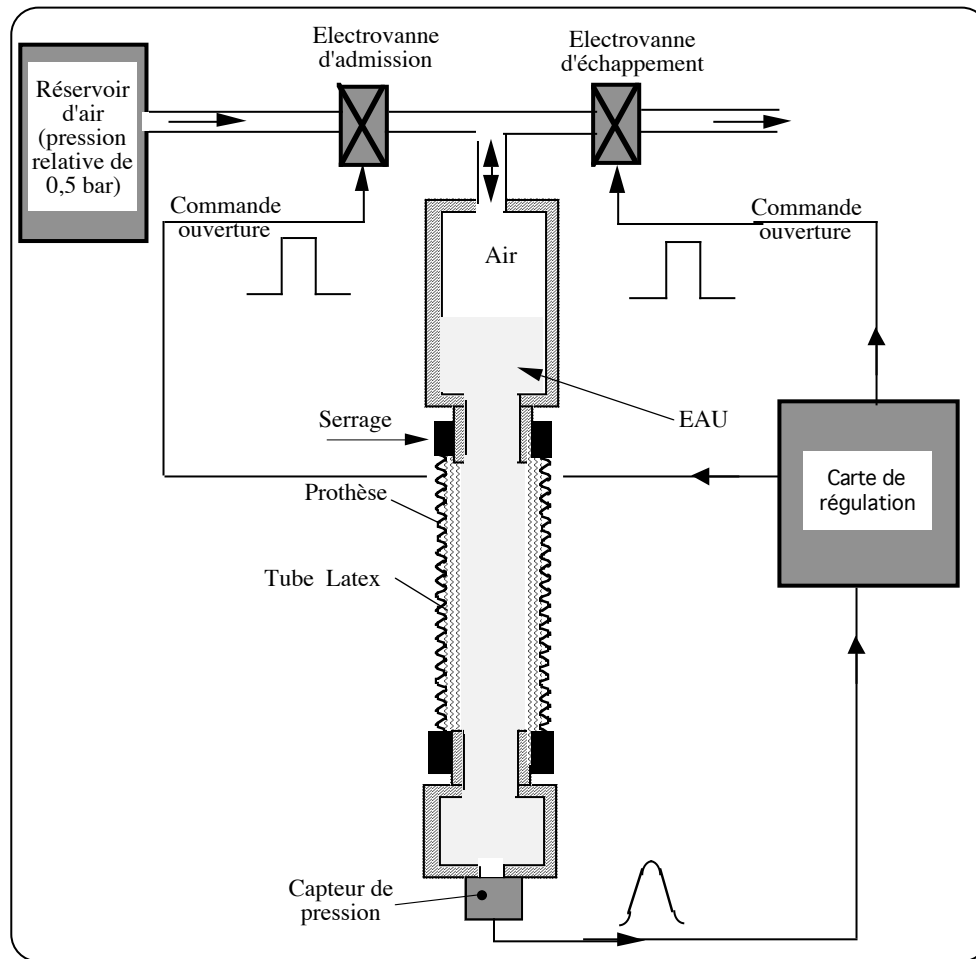 Electrovanne
d'admission
Electrovanne
d'échappement
Réservoir
d'air
(pression
relative de
0,5 bar)
Commande
ouverture
Commande
ouverture
Air
Serrage
EAU
Prothèse
Carte de
régulation
Tube Latex
Capteur de
pression